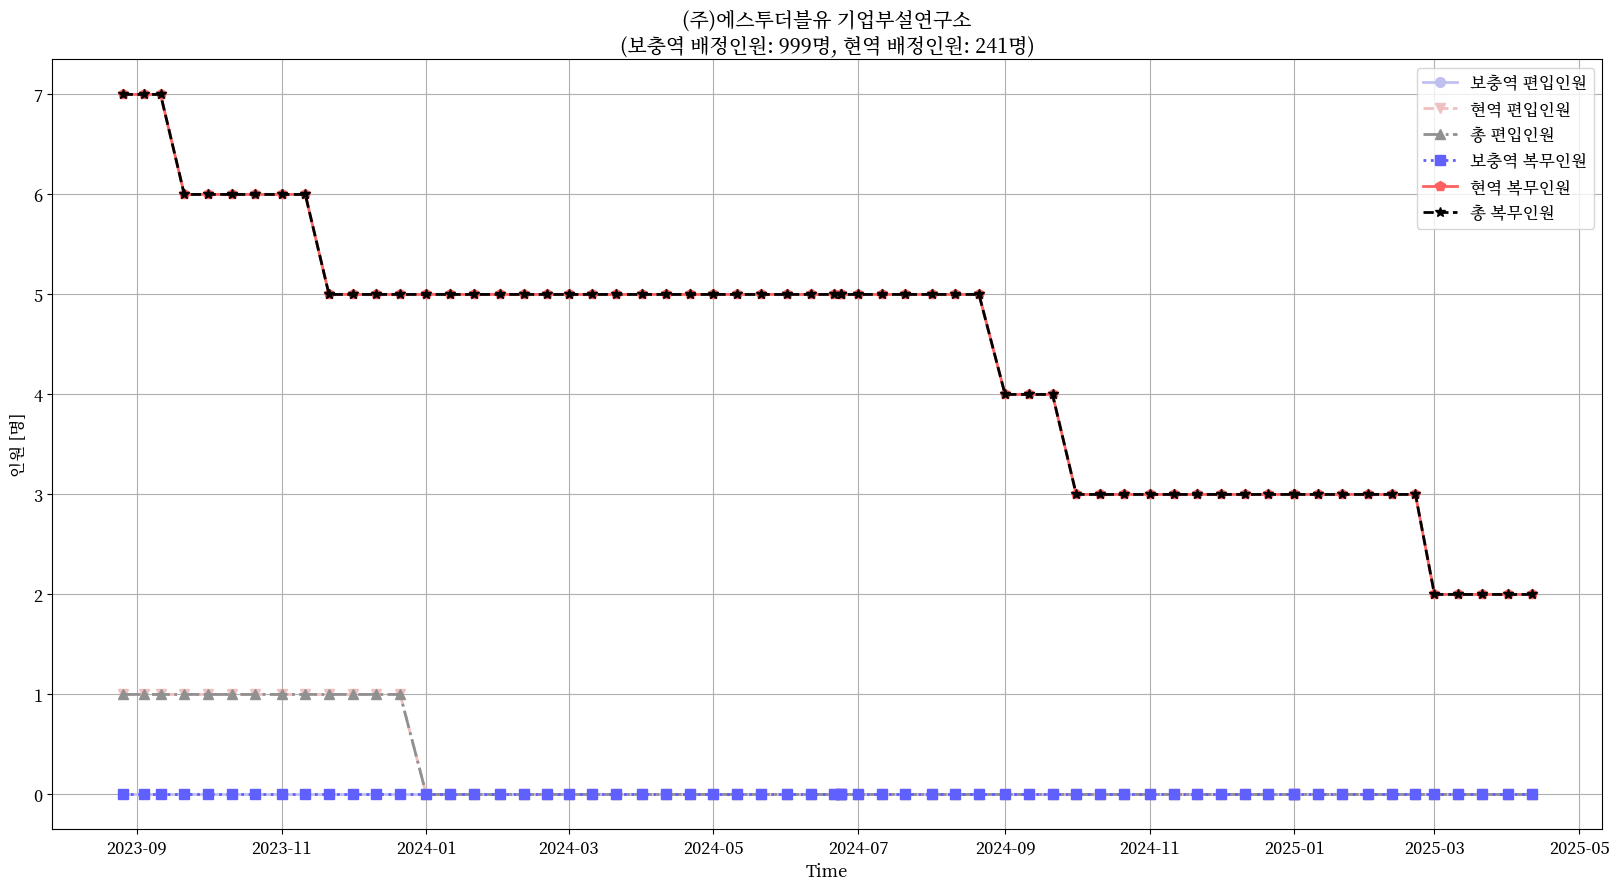 (주)에스투더블유 기업부설연구소
(보충역 배정인원: 999명, 현역 배정인원: 241명)
보충역 편입인원
현역 편입인원
총 편입인원
보충역 복무인원
현역 복무인원
총 복무인원
인원 [명]
7
6
5
4
3
2
1
0
2023-09 2023-11 2024-01 2024-03 2024-05 2024-07 2024-09 2024-11 2025-01 2025-03 2025-05
Time